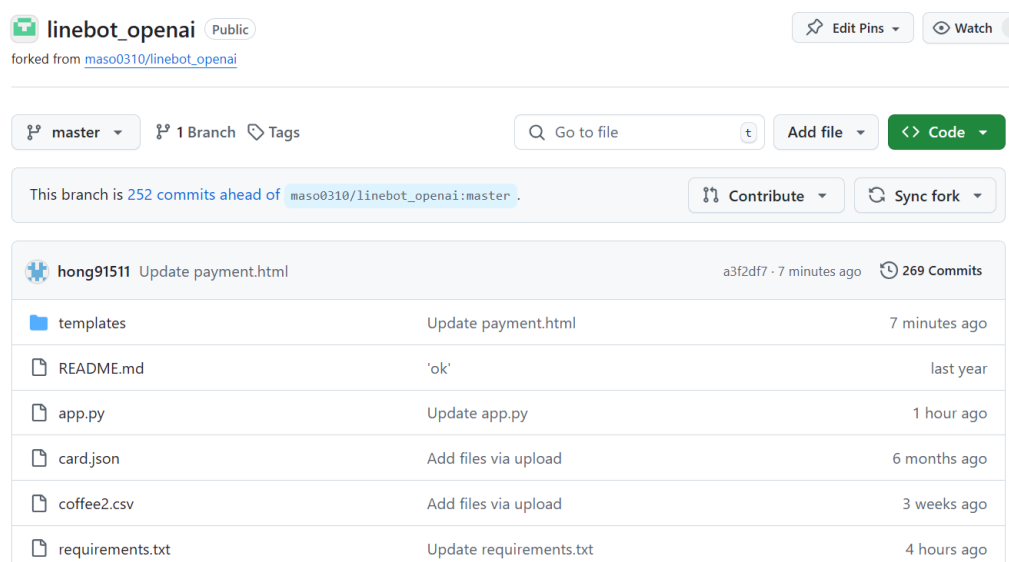 linebot_openai Public Edit Pins Watch
forked from maso0310/linebot_openai
master 1 Branch Tags Go to file t Add file Code
This branch is 252 commits ahead of maso0310/linebot_openai:master. Contribute Sync fork
hong91511 Update payment.html a3f2df7 · 7 minutes ago 269 Commits
templates Update payment.html 7 minutes ago
README.md 'ok' last year
app.py Update app.py 1 hour ago
card.json Add files via upload 6 months ago
coffee2.csv Add files via upload 3 weeks ago
requirements.txt Update requirements.txt 4 hours ago